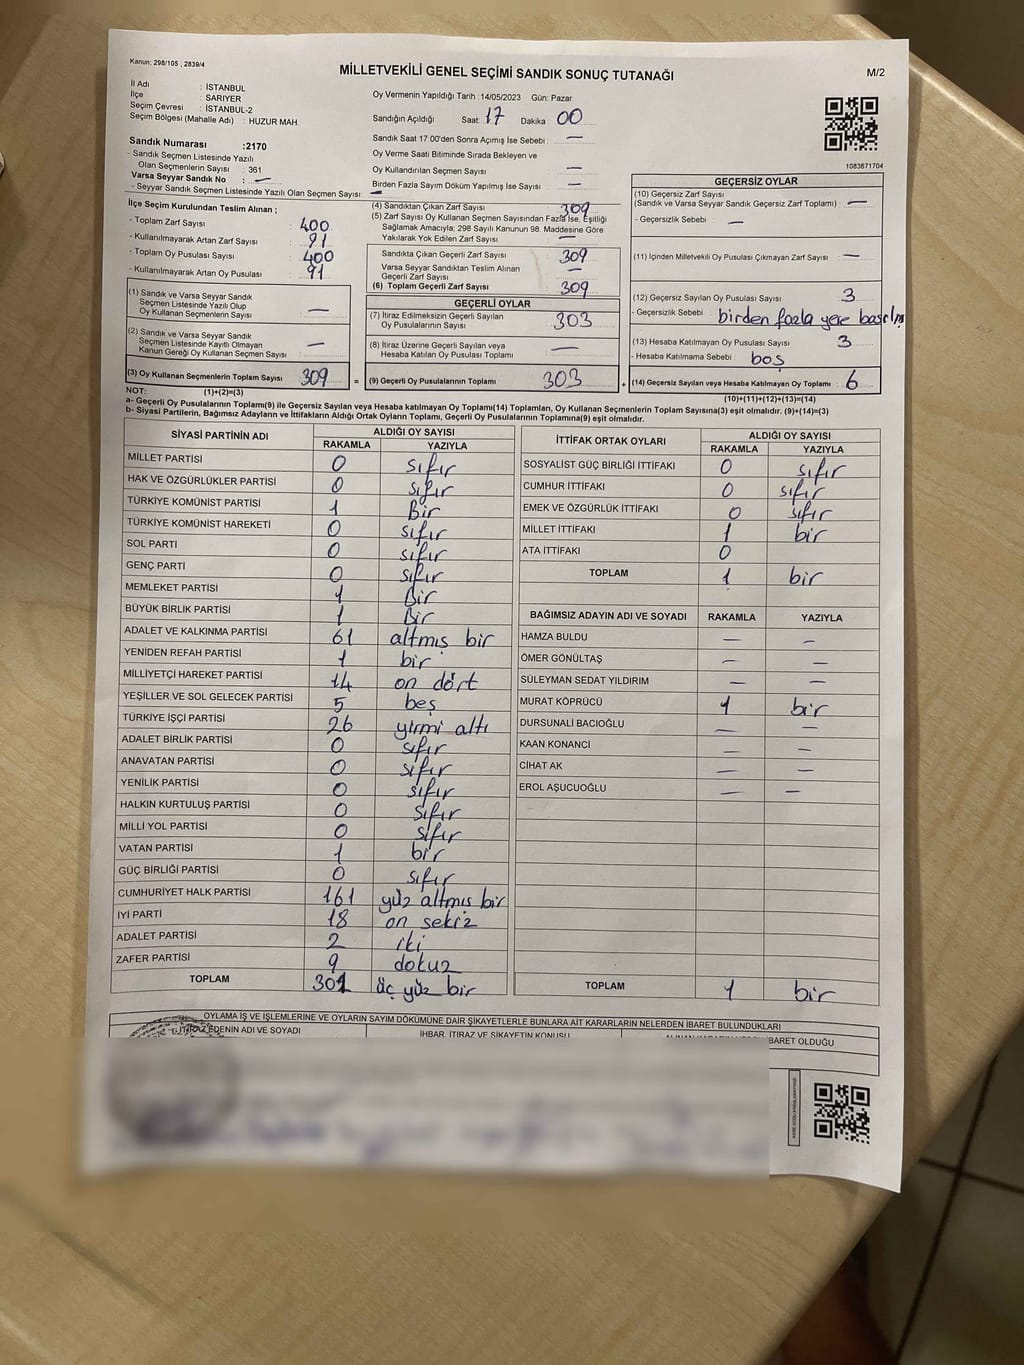 Kanun; 298/105 ; 2839/4
MİLLETVEKİLİ GENEL SEÇİMİ SANDIK SONUÇ TUTANAĞI
M/2
İl Adı : İSTANBUL
İlçe : SARIYER
Seçim Çevresi : İSTANBUL-2
Seçim Bölgesi (Mahalle Adı) : HUZUR MAH.
Oy Vermenin Yapıldığı Tarih : 14/05/2023 Gün: Pazar
Sandığın Açıldığı Saat : 17 Dakika : 00
Sandık Saat 17.00'den Sonra Açımış İse Sebebi : —
Oy Verme Saati Bitiminde Sırada Bekleyen ve
Oy Kullandırılan Seçmen Sayısı : —
Birden Fazla Sayım Döküm Yapılmış İse Sayısı : —
1083671704
Sandık Numarası :2170
- Sandık Seçmen Listesinde Yazılı
Olan Seçmenlerin Sayısı : 361
Varsa Seyyar Sandık No : —
- Seyyar Sandık Seçmen Listesinde Yazılı Olan Seçmen Sayısı : —
İlçe Seçim Kurulundan Teslim Alınan ;
- Toplam Zarf Sayısı : 400
- Kullanılmayarak Artan Zarf Sayısı : 91
- Toplam Oy Pusulası Sayısı : 400
- Kullanılmayarak Artan Oy Pusulası : 91
(1) Sandık ve Varsa Seyyar Sandık
Seçmen Listesinde Yazılı Olup
Oy Kullanan Seçmenlerin Sayısı : —
(2) Sandık ve Varsa Seyyar Sandık
Seçmen Listesinde Kayıtlı Olmayan
Kanun Gereği Oy Kullanan Seçmen Sayısı : —
(3) Oy Kullanan Seçmenlerin Toplam Sayısı 309
(4) Sandıktan Çıkan Zarf Sayısı : 309
(5) Zarf Sayısı Oy Kullanan Seçmen Sayısından Fazla İse, Eşitliği
Sağlamak Amacıyla; 298 Sayılı Kanunun 98. Maddesine Göre
Yakılarak Yok Edilen Zarf Sayısı : —
Sandıkta Çıkan Geçerli Zarf Sayısı : 309
Varsa Seyyar Sandıktan Teslim Alınan
Geçerli Zarf Sayısı : —
(6) Toplam Geçerli Zarf Sayısı : 309
GEÇERLİ OYLAR
(7) İtiraz Edilmeksizin Geçerli Sayılan
Oy Pusulalarının Sayısı : 303
(8) İtiraz Üzerine Geçerli Sayılan veya
Hesaba Katılan Oy Pusulası Toplamı : —
= (9) Geçerli Oy Pusulalarının Toplamı 303 +
GEÇERSİZ OYLAR
(10) Geçersiz Zarf Sayısı
(Sandık ve Varsa Seyyar Sandık Geçersiz Zarf Toplamı) : —
- Geçersizlik Sebebi : —
(11) İçinden Milletvekili Oy Pusulası Çıkmayan Zarf Sayısı : —
(12) Geçersiz Sayılan Oy Pusulası Sayısı : 3
- Geçersizlik Sebebi : birden fazla yere
(13) Hesaba Katılmayan Oy Sayısı : 3
- Hesaba Katılmama Sebebi : boş
(14) Geçersiz Sayılan veya Hesaba Katılmayan Oy Toplamı : 6
NOT: (1)+(2)=(3)
(10)+(11)+(12)+(13)=(14)
a- Geçerli Oy Pusulalarının Toplamı(9) ile Geçersiz Sayılan veya Hesaba katılmayan Oy Toplamı(14) Toplamları, Oy Kullanan Seçmenlerin Toplam Sayısına(3) eşit olmalıdır. (9)+(14)=(3)
b- Siyasi Partilerin, Bağımsız Adayların ve İttifakların Aldığı Ortak Oyların Toplamı, Geçerli Oy Pusulalarının Toplamına(9) eşit olmalıdır.
SİYASİ PARTİNİN ADI ALDIĞI OY SAYISI
RAKAMLA YAZIYLA
MİLLET PARTİSİ 0 sıfır
HAK VE ÖZGÜRLÜKLER PARTİSİ 0 sıfır
TÜRKİYE KOMÜNİST PARTİSİ 1 Bir
TÜRKİYE KOMÜNİST HAREKETİ 0 sıfır
SOL PARTİ 0 sıfır
GENÇ PARTİ 0 sıfır
MEMLEKET PARTİSİ 1 Bir
BÜYÜK BİRLİK PARTİSİ 1 Bir
ADALET VE KALKINMA PARTİSİ 61 altmış bir
YENİDEN REFAH PARTİSİ 1 bir
MİLLİYETÇİ HAREKET PARTİSİ 14 on dört
YEŞİLLER VE SOL GELECEK PARTİSİ 5 beş
TÜRKİYE İŞÇİ PARTİSİ 26 yirmi altı
ADALET BİRLİK PARTİSİ 0 sıfır
ANAVATAN PARTİSİ 0 sıfır
YENİLİK PARTİSİ 0 sıfır
HALKIN KURTULUŞ PARTİSİ 0 sıfır
MİLLİ YOL PARTİSİ 0 sıfır
VATAN PARTİSİ 1 bir
GÜÇ BİRLİĞİ PARTİSİ 0 sıfır
CUMHURİYET HALK PARTİSİ 161 yüz altmıs bir
İYİ PARTİ 18 on sekiz
ADALET PARTİSİ 2 iki
ZAFER PARTİSİ 9 dokuz
TOPLAM 301 üç yüz bir
İTTİFAK ORTAK OYLARI ALDIĞI OY SAYISI
RAKAMLA YAZIYLA
SOSYALİST GÜÇ BİRLİĞİ İTTİFAKI 0 sıfır
CUMHUR İTTİFAKI 0 sıfır
EMEK VE ÖZGÜRLÜK İTTİFAKI 0 sıfır
MİLLET İTTİFAKI 1 bir
ATA İTTİFAKI 0
TOPLAM 1 bir
BAĞIMSIZ ADAYIN ADI VE SOYADI RAKAMLA YAZIYLA
HAMZA BULDU — —
ÖMER GÖNÜLTAŞ — —
SÜLEYMAN SEDAT YILDIRIM — —
MURAT KÖPRÜCÜ 1 bir
DURSUNALİ BACIOĞLU — —
KAAN KONANCİ — —
CİHAT AK — —
EROL AŞUCUOĞLU — —
TOPLAM 1 bir
OYLAMA İŞ VE İŞLEMLERİNE VE OYLARIN SAYIM DÖKÜMÜNE DAİR ŞİKAYETLERLE BUNLARA AİT KARARLARIN NELERDEN İBARET BULUNDUKLARI
EDENİN ADI VE SOYADI
İHBAR, İTİRAZ VE ŞİKAYETİN KONUSU
ALINAN KARARIN NEDEN İBARET OLDUĞU